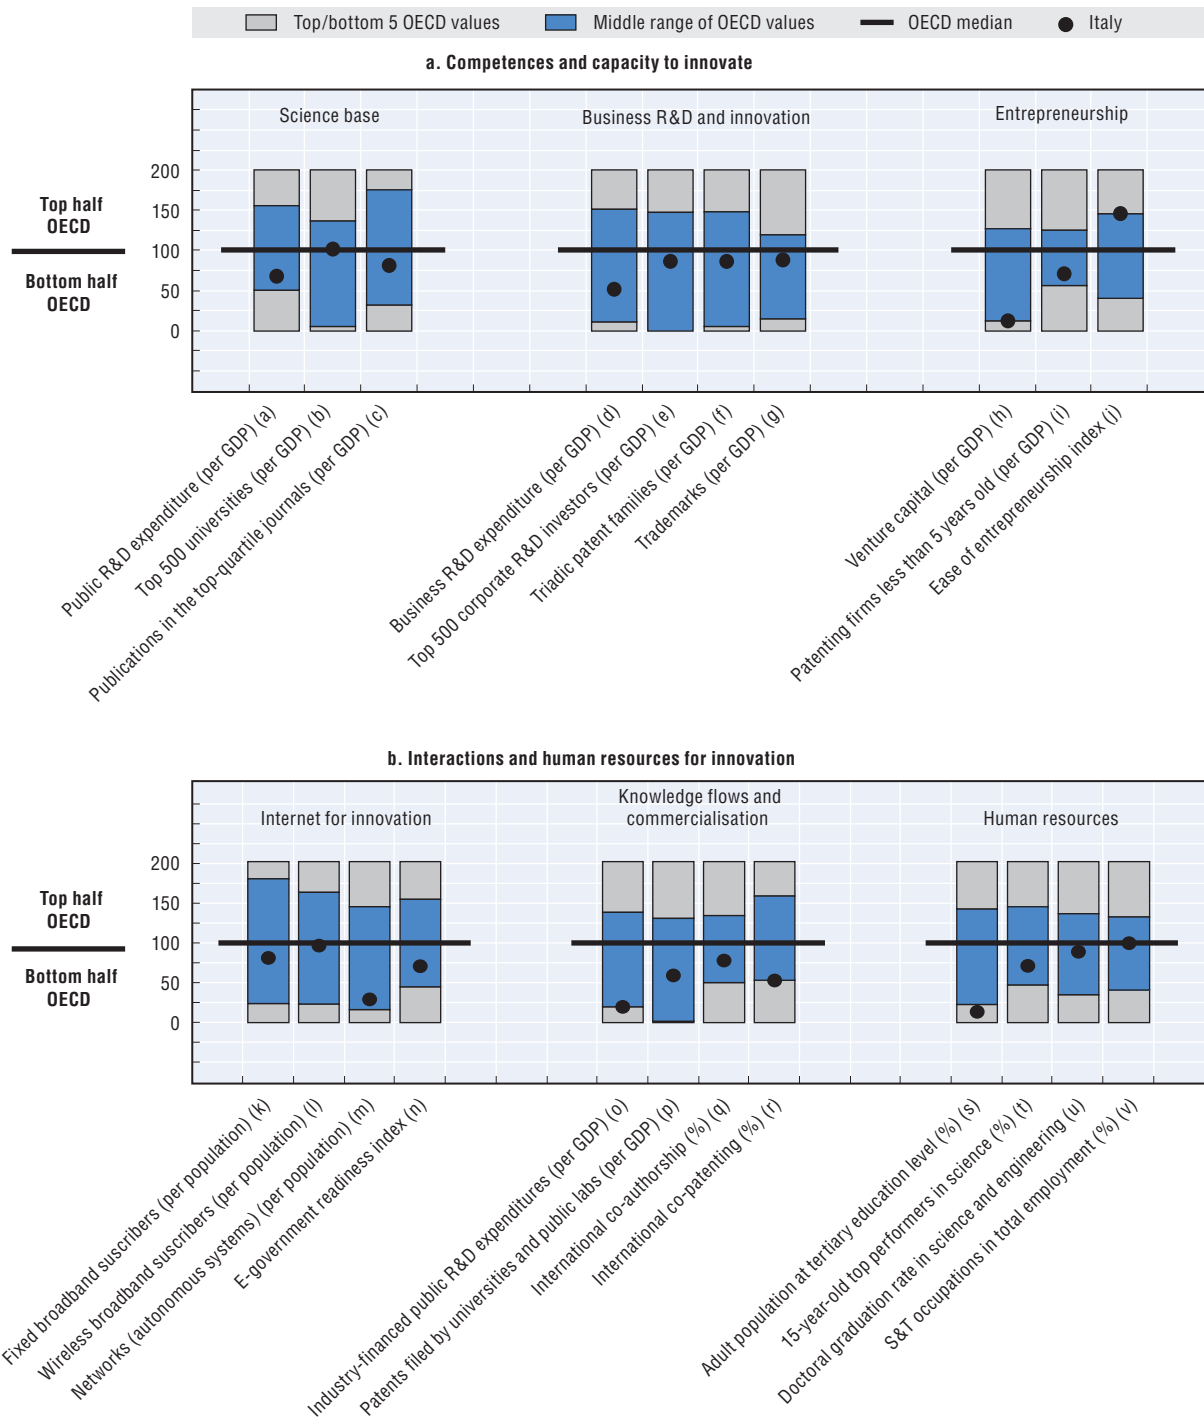 Top/bottom 5 OECD values Middle range of OECD values OECD median Italy
a. Competences and capacity to innovate
Science base Business R&D and innovation Entrepreneurship
200
150
100
50
0
Top half
OECD
Bottom half
OECD
Public R&D expenditure (per GDP) (a)
Top 500 universities (per GDP) (b)
Publications in the top-quartile journals (per GDP) (c)
Business R&D expenditure (per GDP) (d)
Top 500 corporate R&D investors (per GDP) (e)
Triadic patent families (per GDP) (f)
Trademarks (per GDP) (g)
Venture capital (per GDP) (h)
Patenting firms less than 5 years old (per GDP) (i)
Ease of entrepreneurship index (j)
b. Interactions and human resources for innovation
Internet for innovation
Knowledge flows and
commercialisation
Human resources
200
150
100
50
0
Top half
OECD
Bottom half
OECD
Fixed broadband suscribers (per population) (k)
Wireless broadband suscribers (per population) (l)
Networks (autonomous systems) (per population) (m)
E-government readiness index (n)
Industry-financed public R&D expenditures (per GDP) (o)
Patents filed by universities and public labs (per GDP) (p)
International co-authorship (%) (q)
International co-patenting (%) (r)
Adult population at tertiary education level (%) (s)
15-year-old top performers in science (%) (t)
Doctoral graduation rate in science and engineering (u)
S&T occupations in total employment (%) (v)